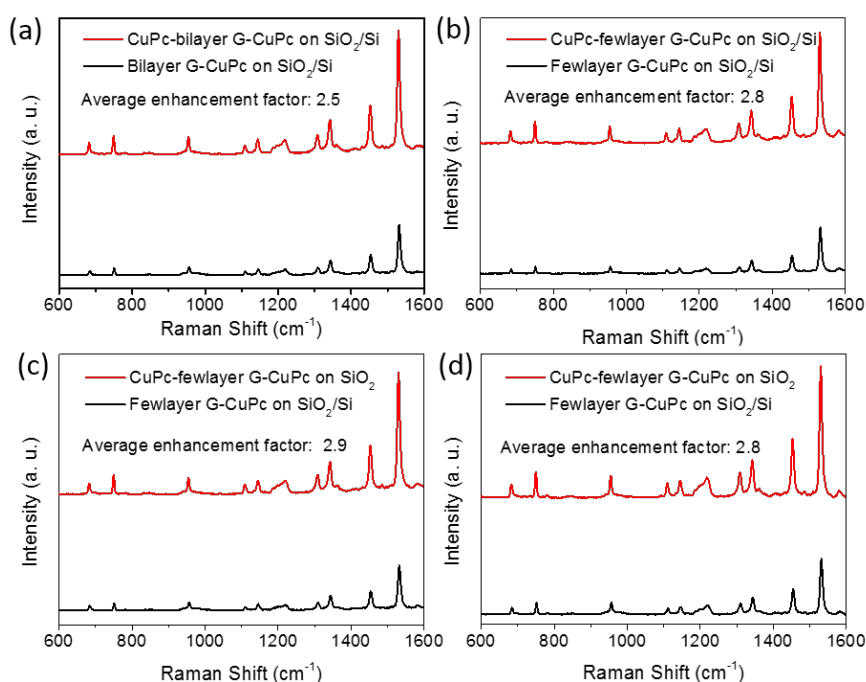 (a)
CuPc-bilayer G-CuPc on SiO₂/Si
Bilayer G-CuPc on SiO₂/Si
Average enhancement factor: 2.5
Intensity (a. u.)
600 800 1000 1200 1400 1600
Raman Shift (cm⁻¹)
(b)
CuPc-fewlayer G-CuPc on SiO₂/Si
Fewlayer G-CuPc on SiO₂/Si
Average enhancement factor: 2.8
Intensity (a. u.)
600 800 1000 1200 1400 1600
Raman Shift (cm⁻¹)
(c)
CuPc-fewlayer G-CuPc on SiO₂
Fewlayer G-CuPc on SiO₂/Si
Average enhancement factor: 2.9
Intensity (a. u.)
600 800 1000 1200 1400 1600
Raman Shift (cm⁻¹)
(d)
CuPc-fewlayer G-CuPc on SiO₂
Fewlayer G-CuPc on SiO₂/Si
Average enhancement factor: 2.8
Intensity (a. u.)
600 800 1000 1200 1400 1600
Raman Shift (cm⁻¹)